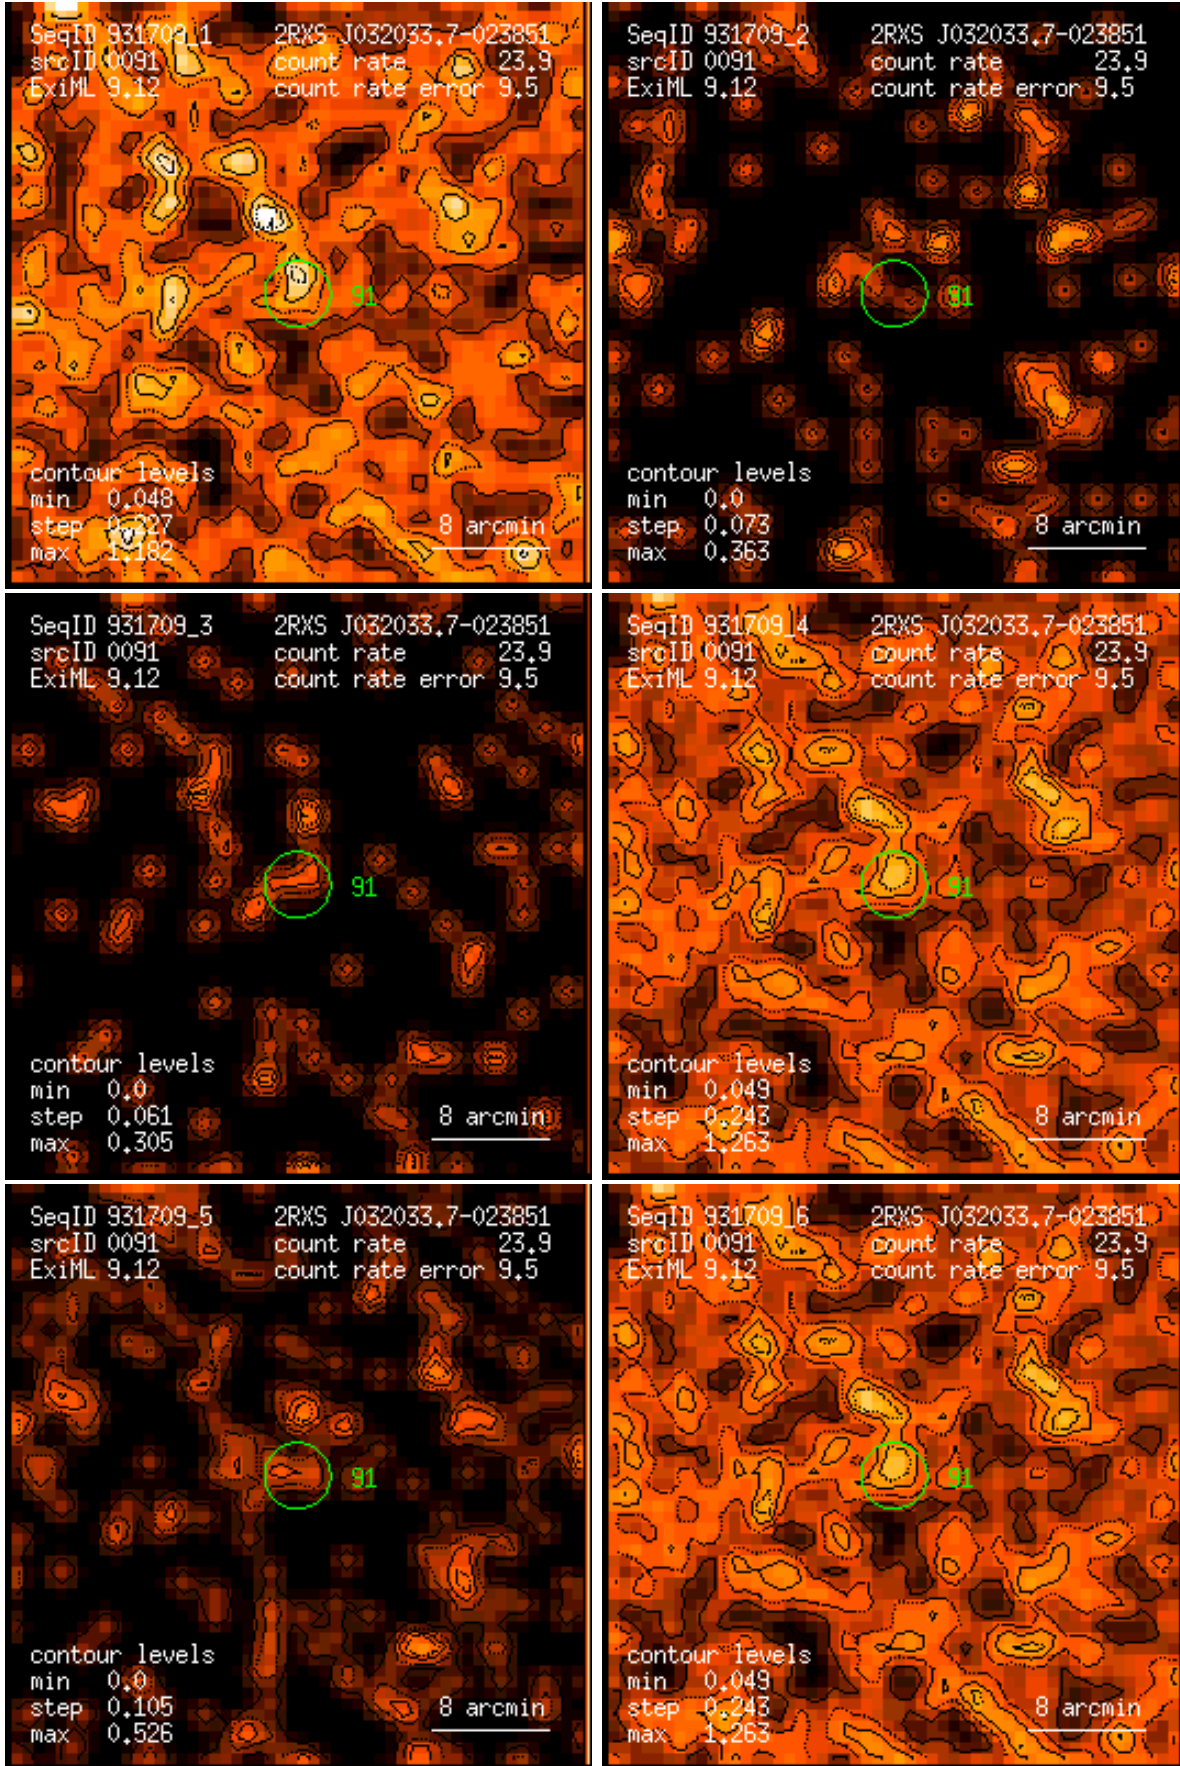 SeqID 931709_1 2RXS J032033.7-023851
srcID 0091 count rate 23.9
ExiML 9.12 count rate error 9.5
91
contour levels
min 0.048
step 0.227
max 1.182
8 arcmin
SeqID 931709_2 2RXS J032033.7-023851
srcID 0091 count rate 23.9
ExiML 9.12 count rate error 9.5
91
contour levels
min 0.0
step 0.073
max 0.363
8 arcmin
SeqID 931709_3 2RXS J032033.7-023851
srcID 0091 count rate 23.9
ExiML 9.12 count rate error 9.5
91
contour levels
min 0.0
step 0.061
max 0.305
8 arcmin
SeqID 931709_4 2RXS J032033.7-023851
srcID 0091 count rate 23.9
ExiML 9.12 count rate error 9.5
91
contour levels
min 0.049
step 0.243
max 1.263
8 arcmin
SeqID 931709_5 2RXS J032033.7-023851
srcID 0091 count rate 23.9
ExiML 9.12 count rate error 9.5
91
contour levels
min 0.0
step 0.105
max 0.526
8 arcmin
SeqID 931709_6 2RXS J032033.7-023851
srcID 0091 count rate 23.9
ExiML 9.12 count rate error 9.5
91
contour levels
min 0.049
step 0.243
max 1.263
8 arcmin